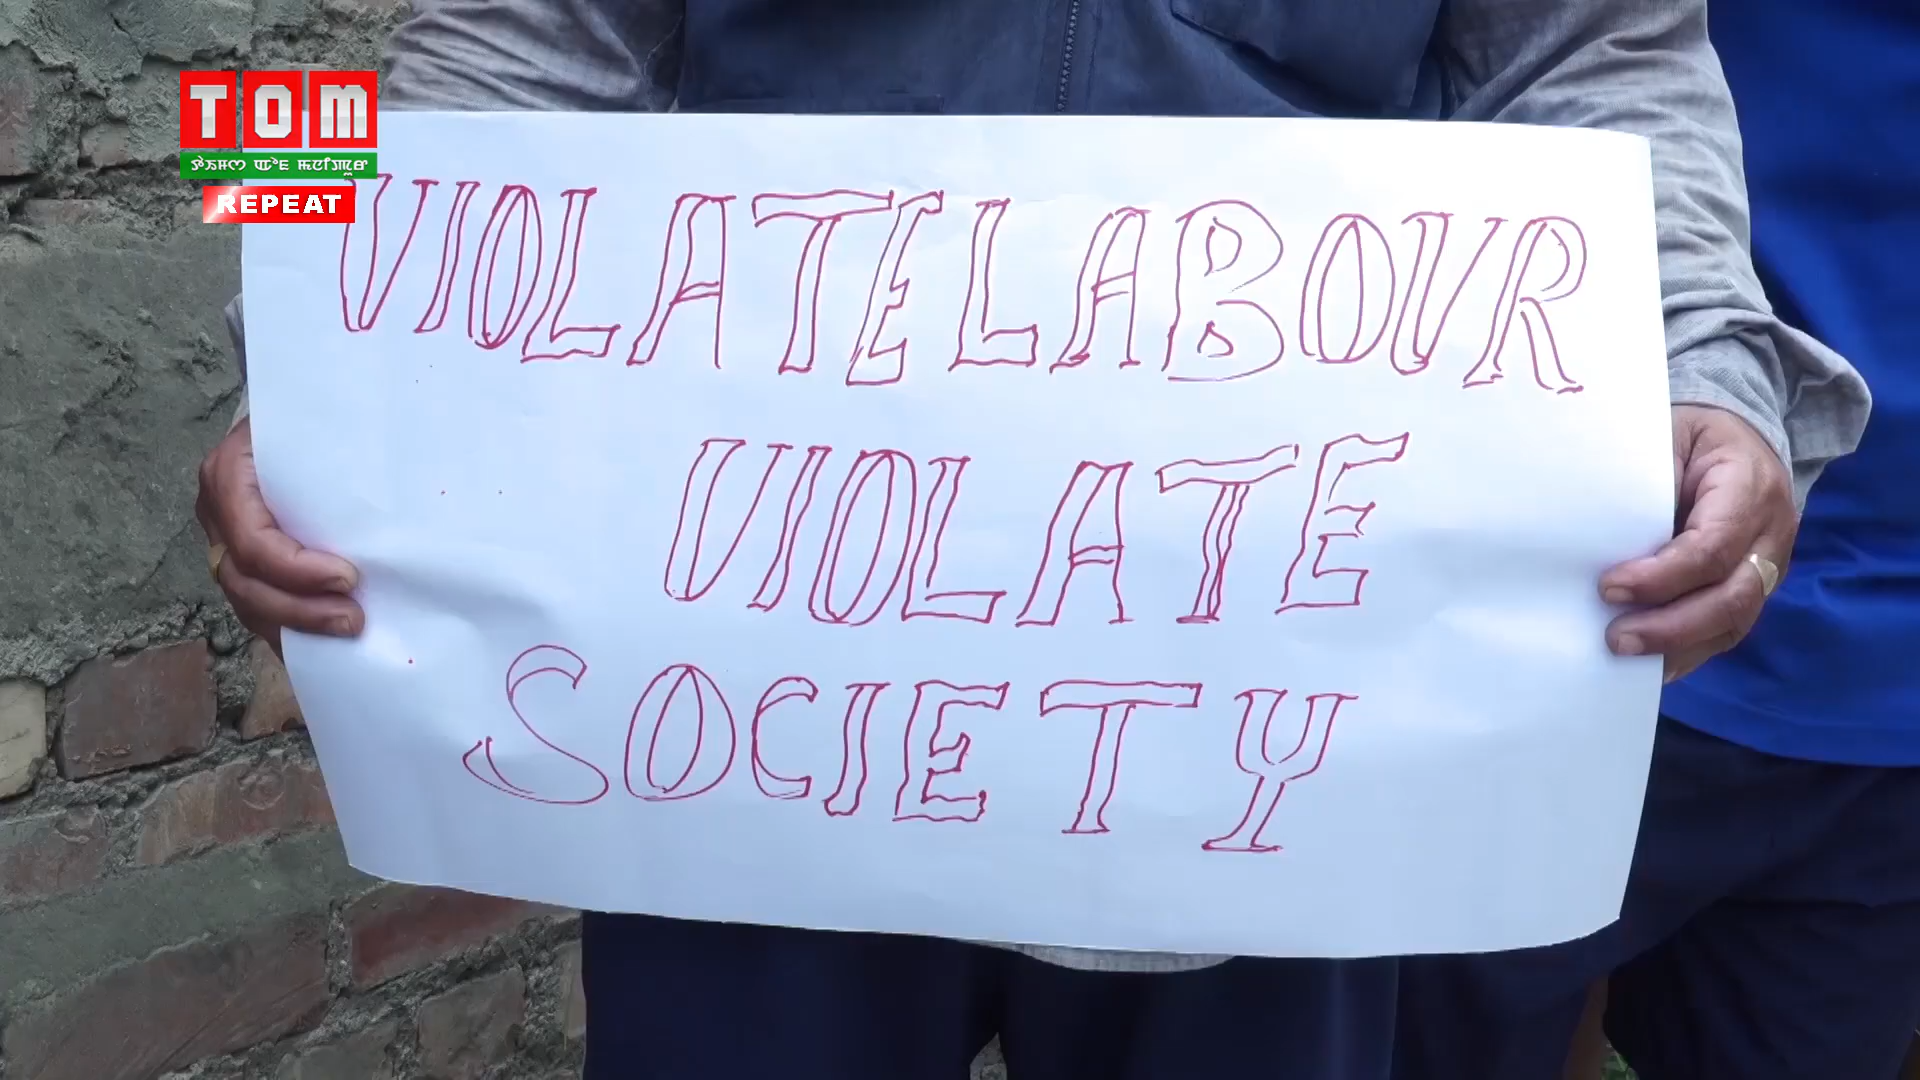 TOM
REPEAT
VIOLATE LABOUR
VIOLATE
SOCIETY